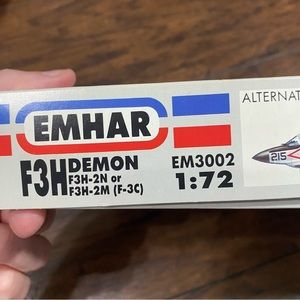 ALTERNAT
EMHAR
F3H DEMON
F3H-2N or
F3H-2M (F-3C)
EM3002
1:72
215